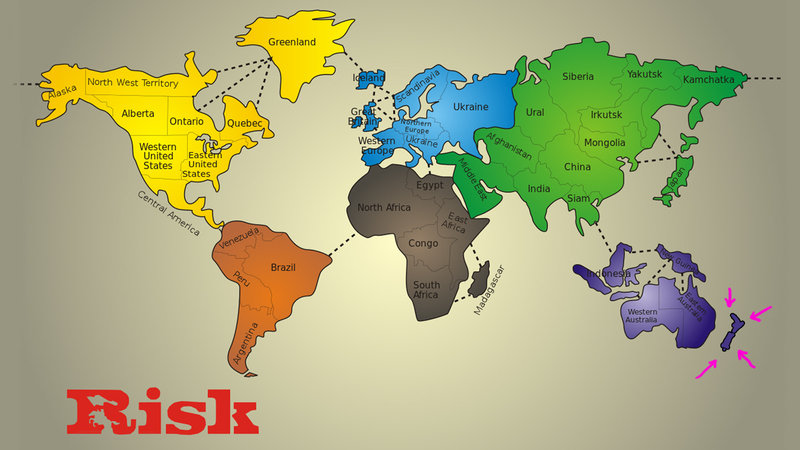 Greenland
Iceland
Scandinavia
Siberia
Yakutsk
Kamchatka
Alaska
North West Territory
Alberta
Ontario
Quebec
Great
Britain
Northern
Europe
Ukraine
Ukraine
Ural
Irkutsk
Mongolia
Western
United
States
Eastern
United
States
Western
Europe
Afghanistan
China
Japan
Central America
Middle East
India
Siam
Egypt
North Africa
East
Africa
Congo
South
Africa
Madagascar
Venezuela
Brazil
Peru
Argentina
Indonesia
Western
Australia
Eastern
Australia
Risk